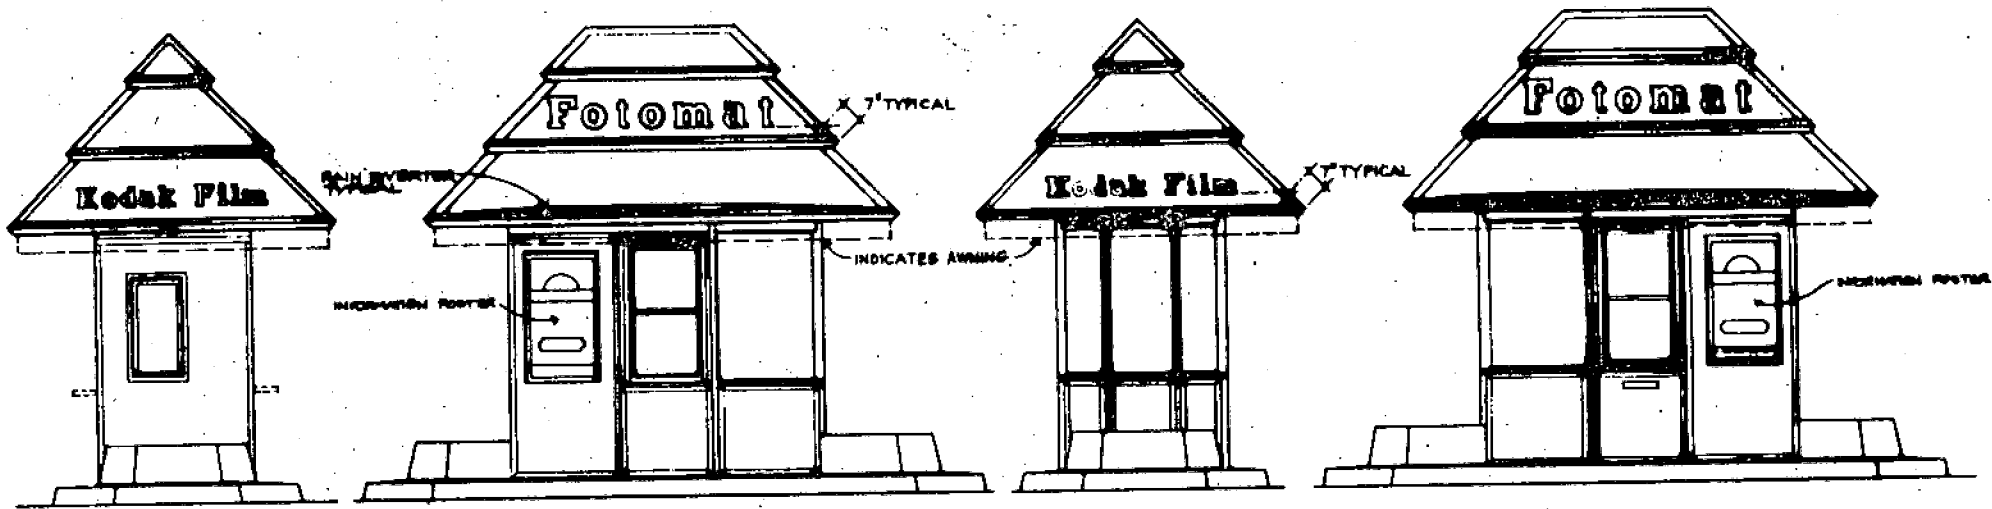 Fotomat
7" TYPICAL
RAIN DIVERTER
TYPICAL
Kodak Film
INFORMATION POSTER
INDICATES AWNING
Kodak Film
7" TYPICAL
Fotomat
INFORMATION POSTER